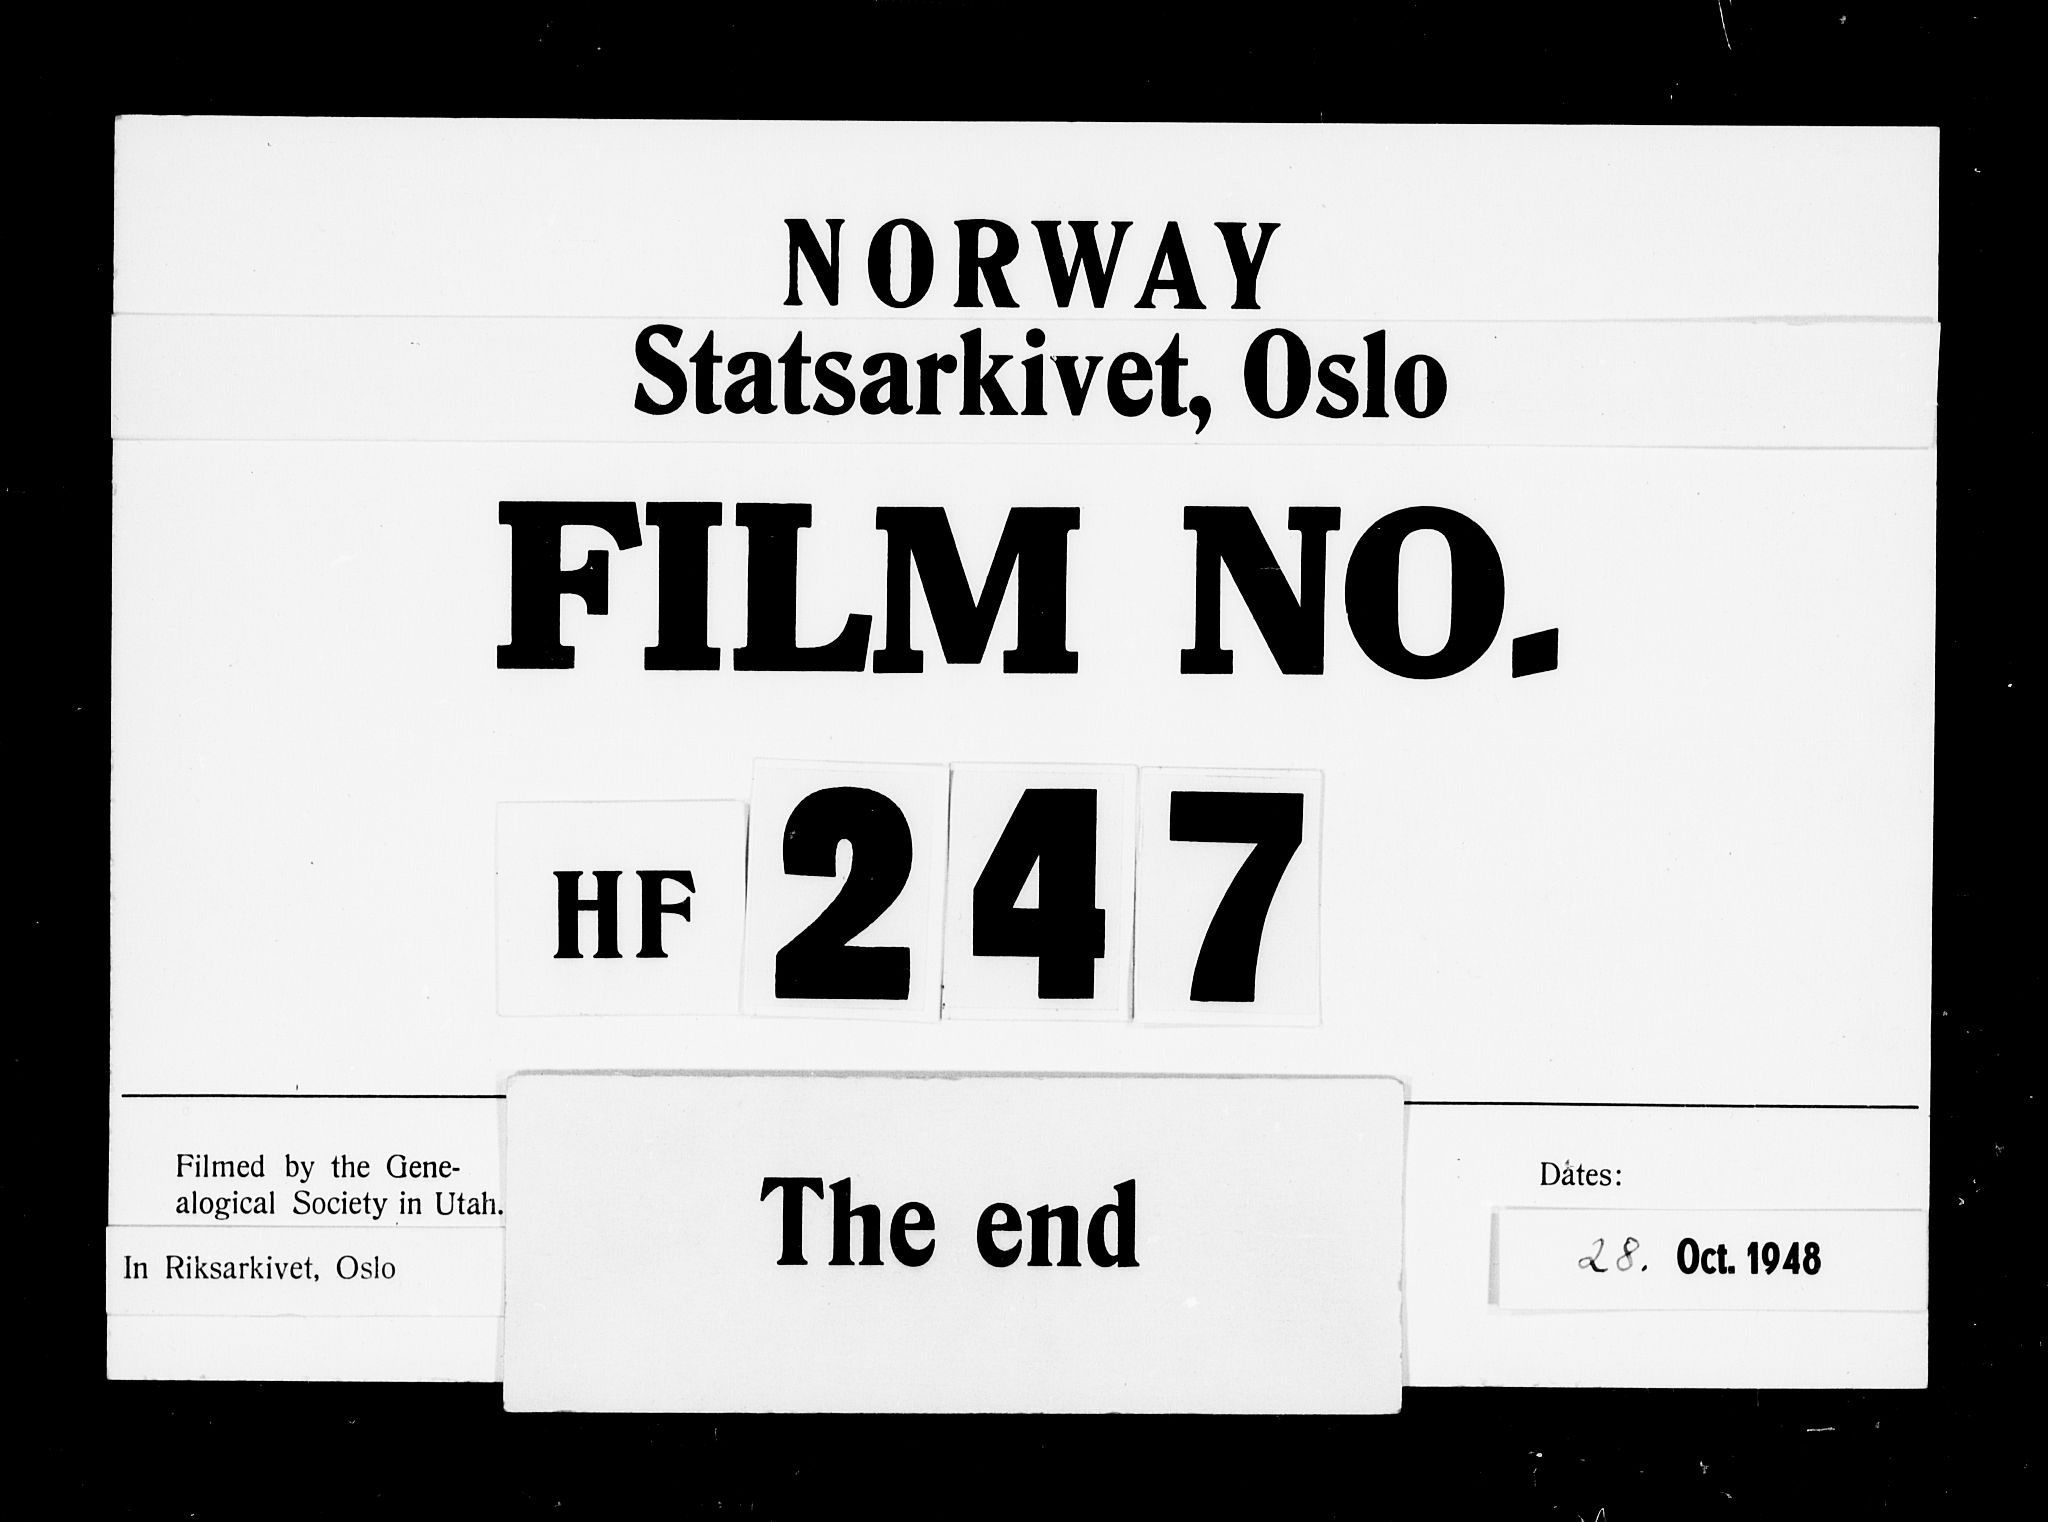 NORWAY
Statsarkivet, Oslo
FILM NO.
HF 247
Filmed by the Gene-
alogical Society in Utah.
In Riksarkivet, Oslo
The end
Dates:
28. Oct. 1948